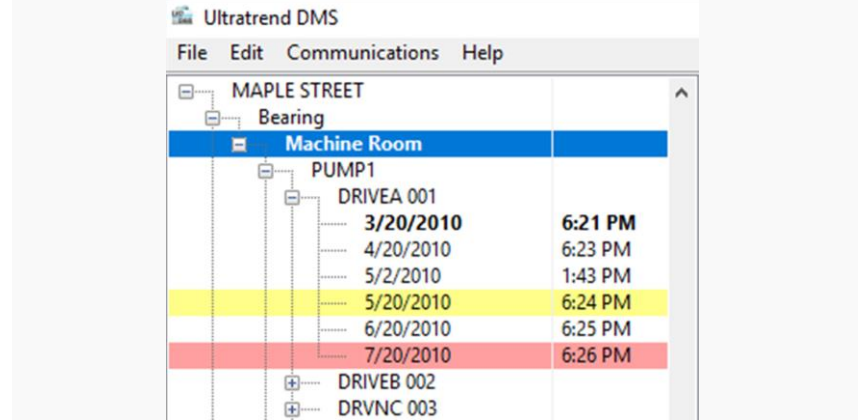 Ultratrend DMS
File Edit Communications Help
MAPLE STREET
Bearing
Machine Room
PUMP1
DRIVEA 001
3/20/2010 6:21 PM
4/20/2010 6:23 PM
5/2/2010 1:43 PM
5/20/2010 6:24 PM
6/20/2010 6:25 PM
7/20/2010 6:26 PM
DRIVEB 002
DRVNC 003